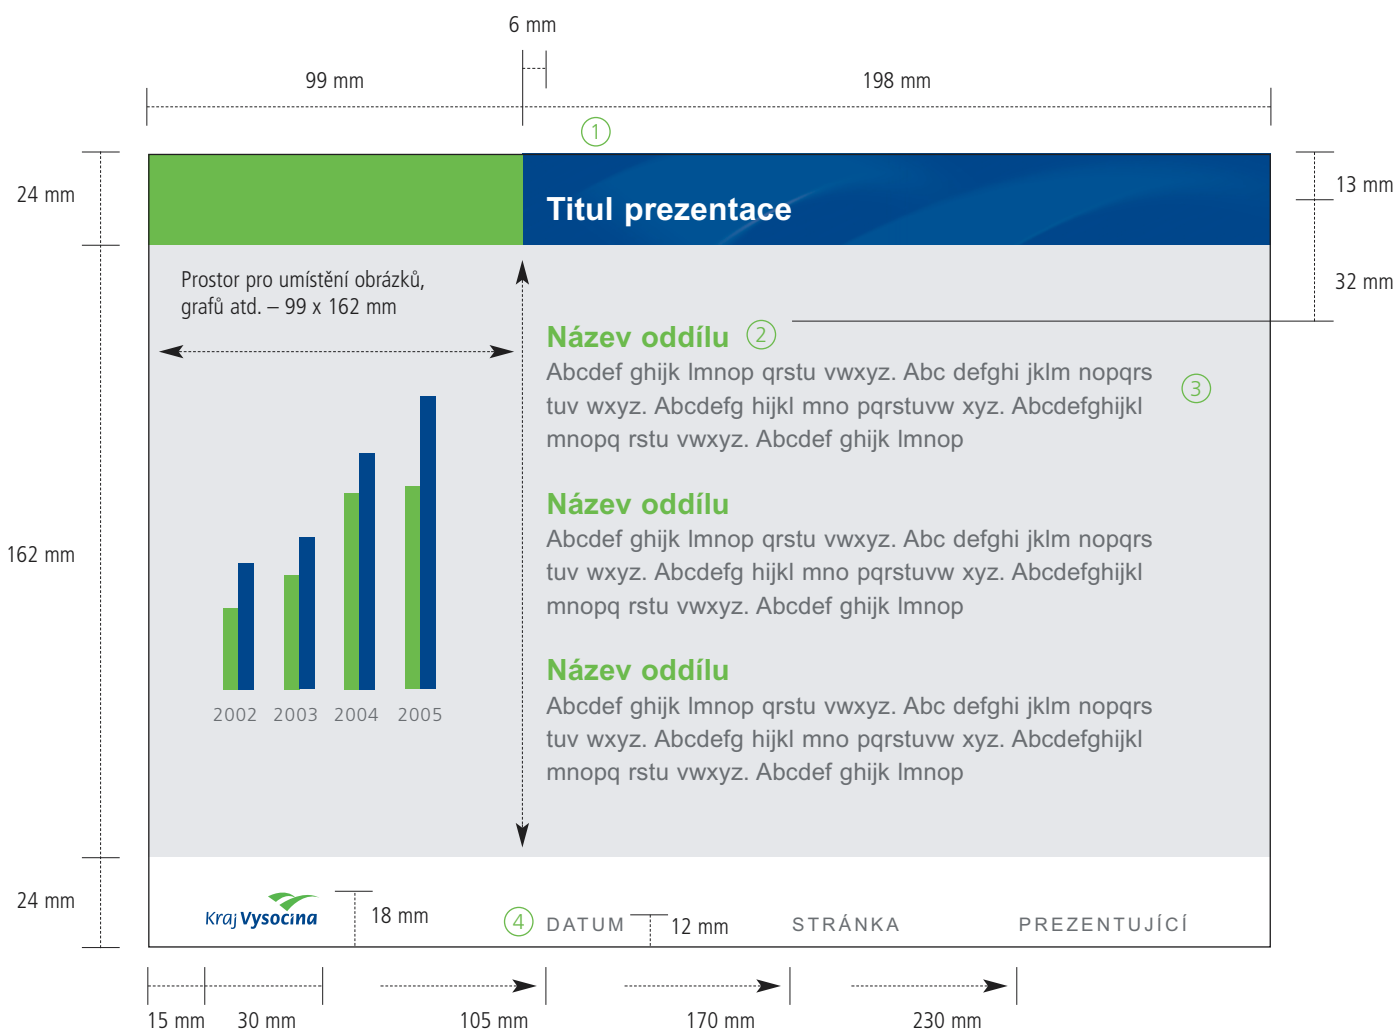 6 mm
99 mm
198 mm
1
24 mm
13 mm
Titul prezentace
Prostor pro umístění obrázků,
grafů atd. – 99 x 162 mm
32 mm
Název oddílu 2
Abcdef ghijk lmnop qrstu vwxyz. Abc defghi jklm nopqrs
3
tuv wxyz. Abcdefg hijkl mno pqrstuvw xyz. Abcdefghijkl
mnopq rstu vwxyz. Abcdef ghijk lmnop
Název oddílu
Abcdef ghijk lmnop qrstu vwxyz. Abc defghi jklm nopqrs
tuv wxyz. Abcdefg hijkl mno pqrstuvw xyz. Abcdefghijkl
mnopq rstu vwxyz. Abcdef ghijk lmnop
162 mm
Název oddílu
Abcdef ghijk lmnop qrstu vwxyz. Abc defghi jklm nopqrs
tuv wxyz. Abcdefg hijkl mno pqrstuvw xyz. Abcdefghijkl
mnopq rstu vwxyz. Abcdef ghijk lmnop
2002 2003 2004 2005
24 mm
Kraj Vysočina
18 mm
4 DATUM 12 mm STRÁNKA PREZENTUJÍCÍ
15 mm 30 mm 105 mm 170 mm 230 mm